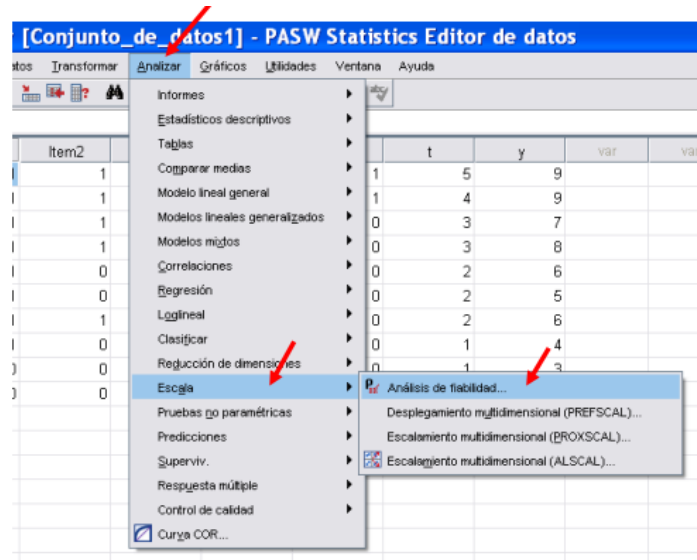 [Conjunto_de_datos1] - PASW Statistics Editor de datos
atos Transformar Analizar Gráficos Utilidades Ventana Ayuda
Item2 t y var va
1 1 5 9
1 1 4 9
1 0 3 7
1 0 3 8
0 0 2 6
0 0 2 5
1 0 2 6
0 0 1 4
0 0 1 3
0
Informes
Estadísticos descriptivos
Tablas
Comparar medias
Modelo lineal general
Modelos lineales generalizados
Modelos mixtos
Correlaciones
Regresión
Loglineal
Clasificar
Reducción de dimensiones
Escala
Pruebas no paramétricas
Predicciones
Superviv.
Respuesta múltiple
Control de calidad
Curva COR...
Análisis de fiabilidad...
Desplegamiento multidimensional (PREFSCAL)...
Escalamiento multidimensional (PROXSCAL)...
Escalamiento multidimensional (ALSCAL)...